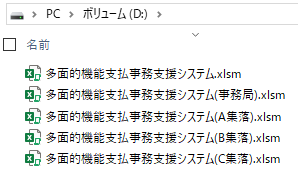 PC > ボリューム (D:) >
名前
多面的機能支払事務支援システム.xlsm
多面的機能支払事務支援システム(事務局).xlsm
多面的機能支払事務支援システム(A集落).xlsm
多面的機能支払事務支援システム(B集落).xlsm
多面的機能支払事務支援システム(C集落).xlsm